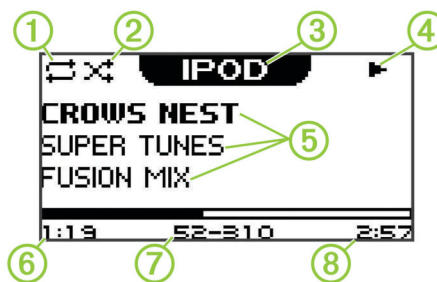 1 2 3 4
IPOD
CROWS NEST
SUPER TUNES
FUSION MIX
5
1:19 52-310 2:57
6 7 8